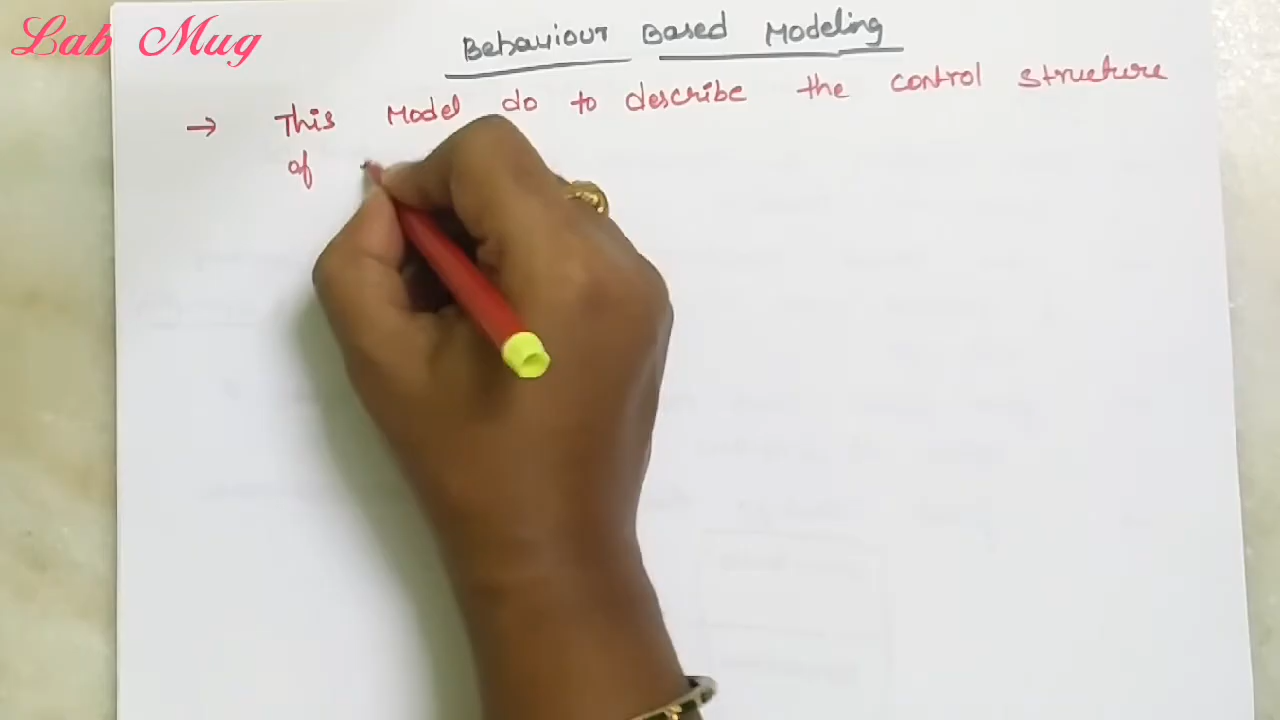 Lab Mug
Behaviour Based Modeling
→ This Model do to describe the control structure
of